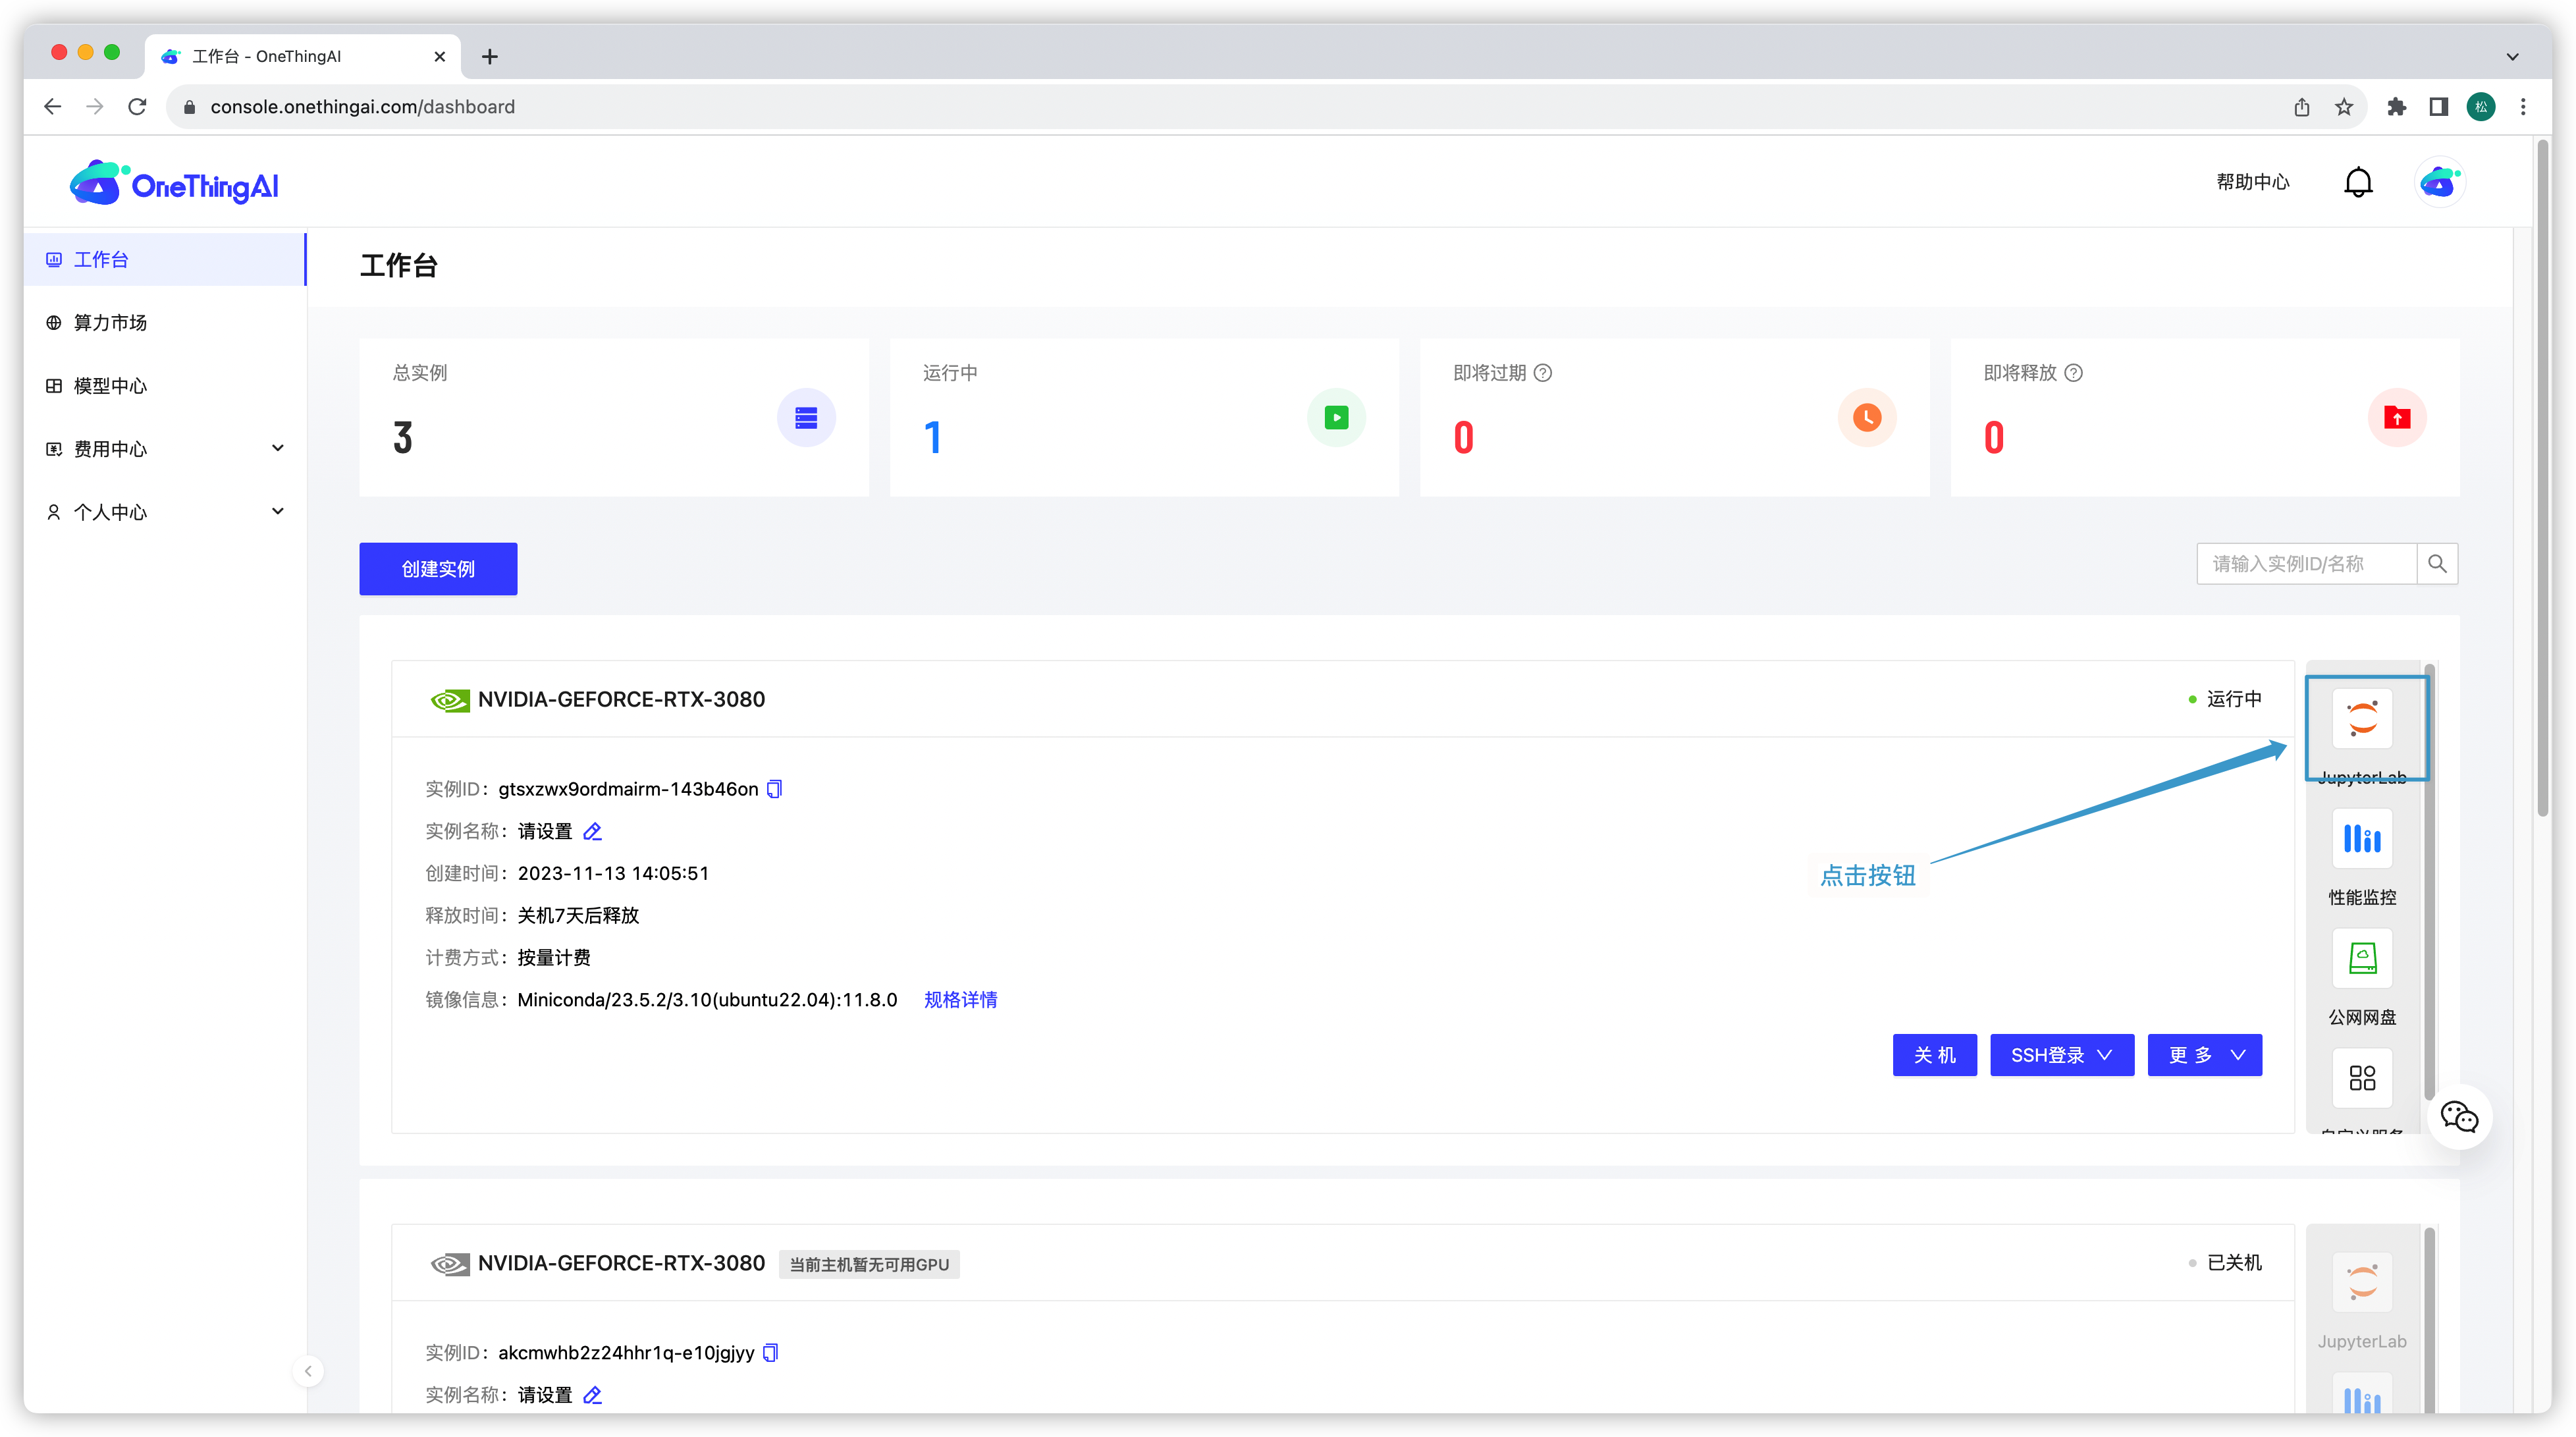 工作台 - OneThingAI
console.onethingai.com/dashboard
松
OneThingAI
帮助中心
工作台
算力市场
模型中心
费用中心
个人中心
工作台
总实例
3
运行中
1
即将过期
0
即将释放
0
创建实例
请输入实例ID/名称
NVIDIA-GEFORCE-RTX-3080
运行中
实例ID：gtsxzwx9ordmairm-143b46on
实例名称：请设置
创建时间：2023-11-13 14:05:51
释放时间：关机7天后释放
计费方式：按量计费
镜像信息：Miniconda/23.5.2/3.10(ubuntu22.04):11.8.0 规格详情
点击按钮
关 机
SSH登录
更 多
JupyterLab
性能监控
公网网盘
自定义服务
NVIDIA-GEFORCE-RTX-3080 当前主机暂无可用GPU
已关机
实例ID：akcmwhb2z24hhr1q-e10jgjyy
实例名称：请设置
JupyterLab